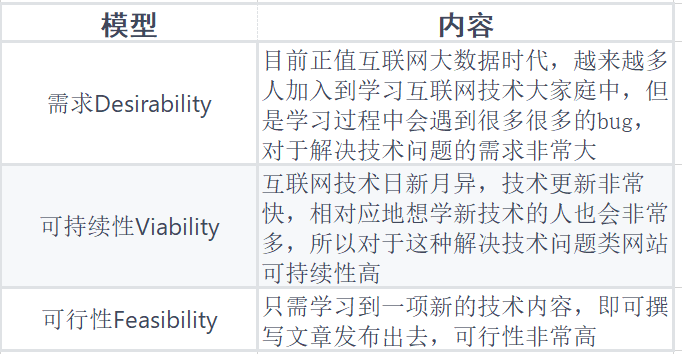 模型 内容
需求Desirability
目前正值互联网大数据时代，越来越多
人加入到学习互联网技术大家庭中，但
是学习过程中会遇到很多很多的bug，
对于解决技术问题的需求非常大
可持续性Viability
互联网技术日新月异，技术更新非常
快，相对应地想学新技术的人也会非常
多，所以对于这种解决技术问题类网站
可持续性高
可行性Feasibility
只需学习到一项新的技术内容，即可撰
写文章发布出去，可行性非常高